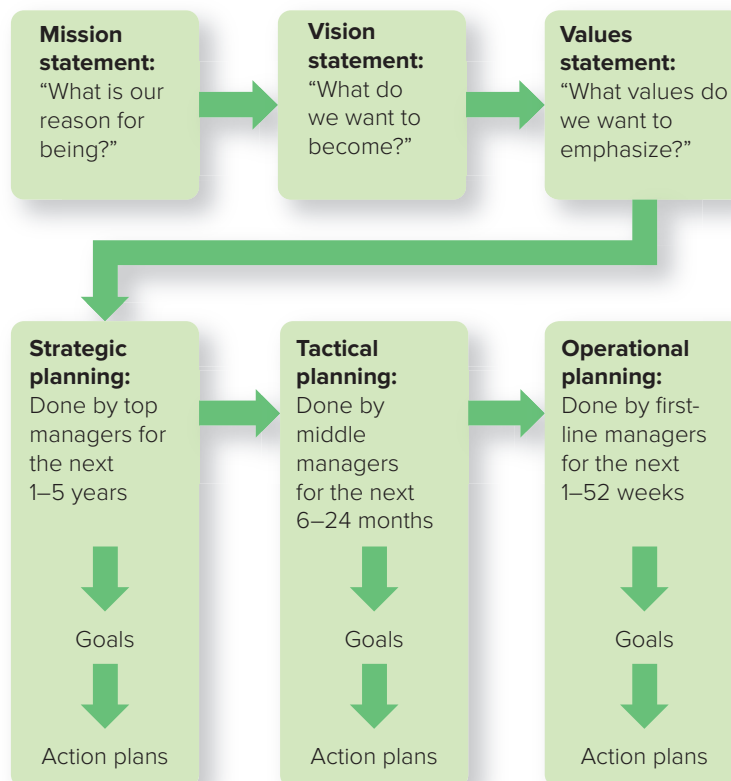 Mission
statement:
“What is our
reason for
being?”
Vision
statement:
“What do
we want to
become?”
Values
statement:
“What values do
we want to
emphasize?”
Strategic
planning:
Done by top
managers for
the next
1–5 years
Goals
Action plans
Tactical
planning:
Done by
middle
managers
for the next
6–24 months
Goals
Action plans
Operational
planning:
Done by first-
line managers
for the next
1–52 weeks
Goals
Action plans